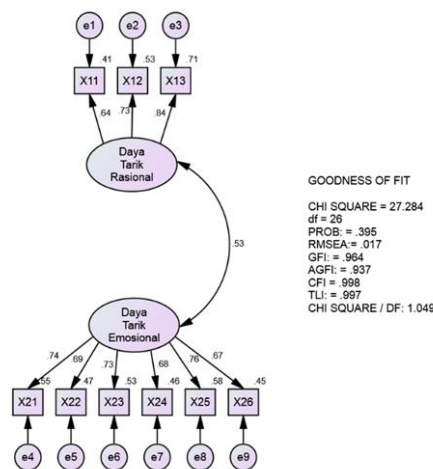 e1 e2 e3
.41 .53 .71
X11 X12 X13
.64 .73 .84
Daya
Tarik
Rasional
GOODNESS OF FIT
CHI SQUARE = 27.284
df = 26
PROB: = .395
RMSEA: = .017
GFI: = .964
AGFI: = .937
CFI: = .998
TLI: = .997
CHI SQUARE / DF: 1.049
.53
Daya
Tarik
Emosional
.74 .69 .73 .68 .76 .67
.55 .47 .53 .46 .58 .45
X21 X22 X23 X24 X25 X26
e4 e5 e6 e7 e8 e9